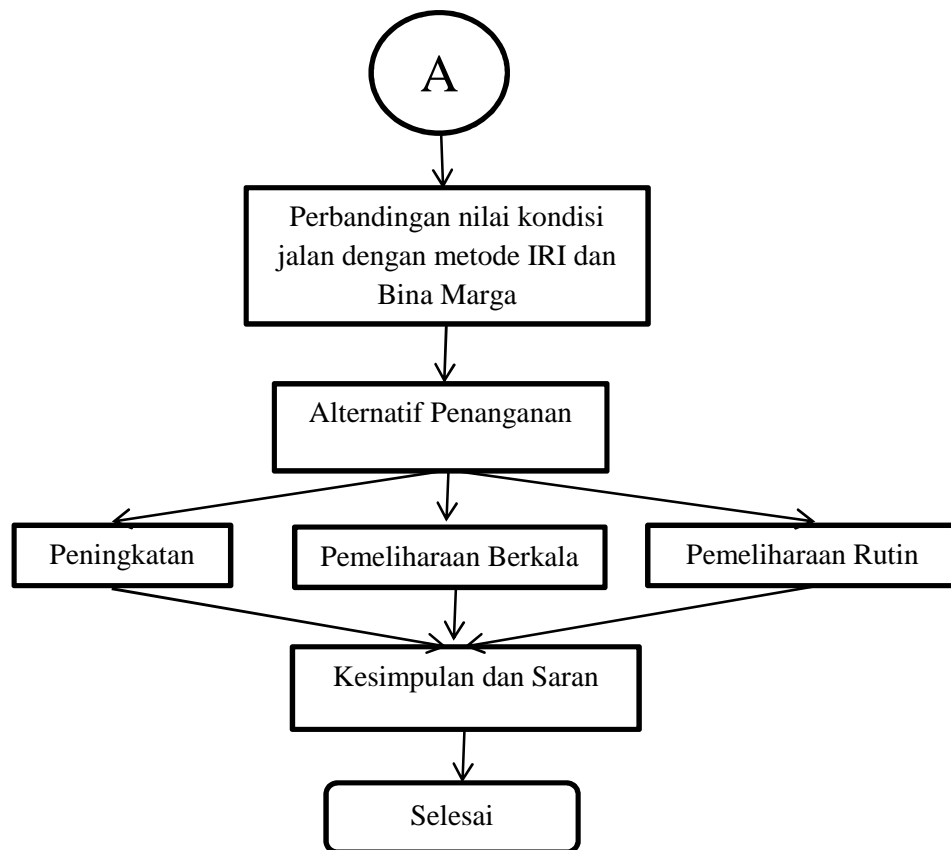 A
Perbandingan nilai kondisi
jalan dengan metode IRI dan
Bina Marga
Alternatif Penanganan
Peningkatan
Pemeliharaan Berkala
Pemeliharaan Rutin
Kesimpulan dan Saran
Selesai